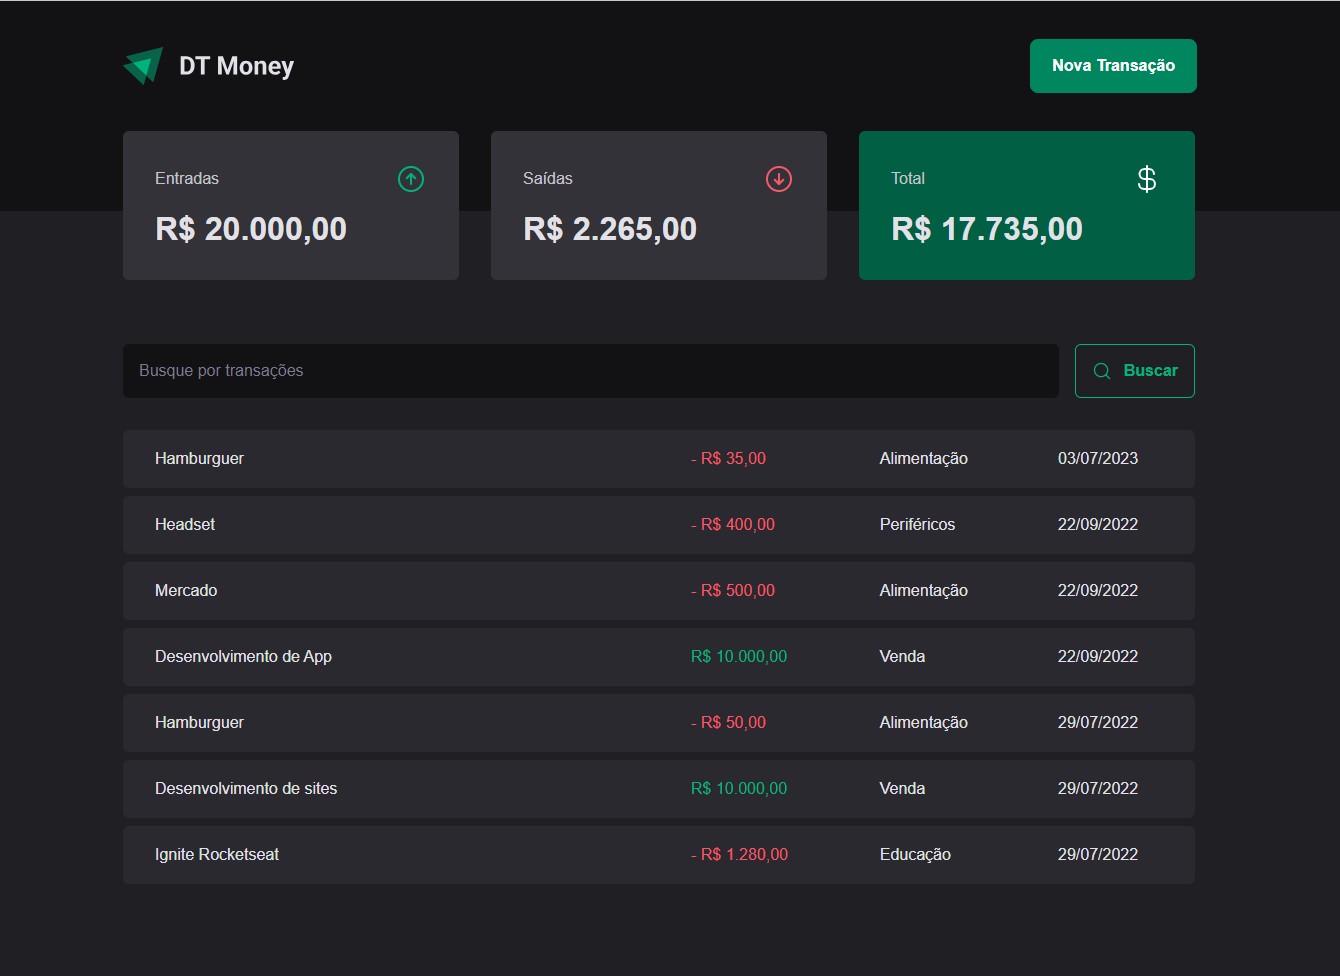 DT Money
Nova Transação
Entradas
R$ 20.000,00
Saídas
R$ 2.265,00
Total
$
R$ 17.735,00
Busque por transações
Buscar
Hamburguer - R$ 35,00 Alimentação 03/07/2023
Headset - R$ 400,00 Periféricos 22/09/2022
Mercado - R$ 500,00 Alimentação 22/09/2022
Desenvolvimento de App R$ 10.000,00 Venda 22/09/2022
Hamburguer - R$ 50,00 Alimentação 29/07/2022
Desenvolvimento de sites R$ 10.000,00 Venda 29/07/2022
Ignite Rocketseat - R$ 1.280,00 Educação 29/07/2022